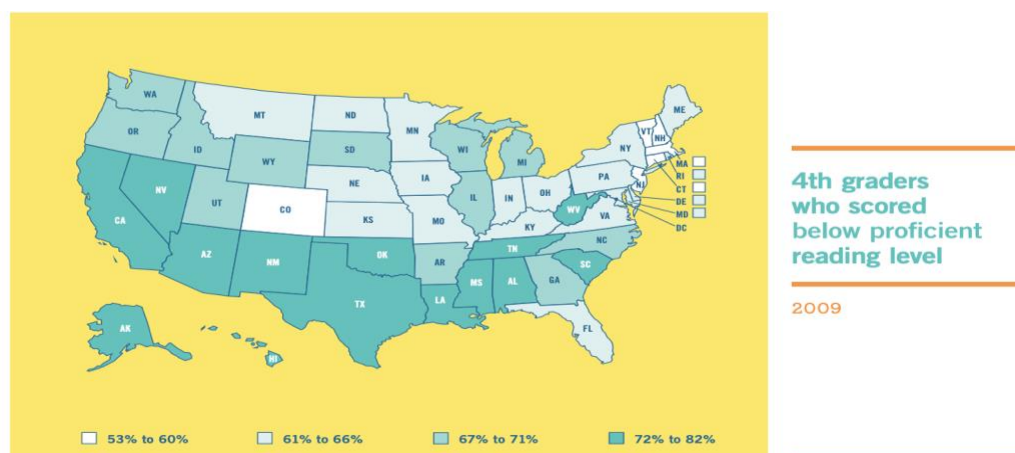 WA
OR
ID
MT
ND
MN
SD
WY
NV
CA
UT
CO
NE
KS
IA
MO
WI
IL
MI
IN
OH
KY
WV
PA
NY
VT
NH
ME
NJ
VA
NC
TN
SC
GA
AL
MS
LA
AR
OK
TX
NM
AZ
AK
HI
FL
MA
RI
CT
DE
MD
DC
53% to 60% 61% to 66% 67% to 71% 72% to 82%
4th graders
who scored
below proficient
reading level
2009